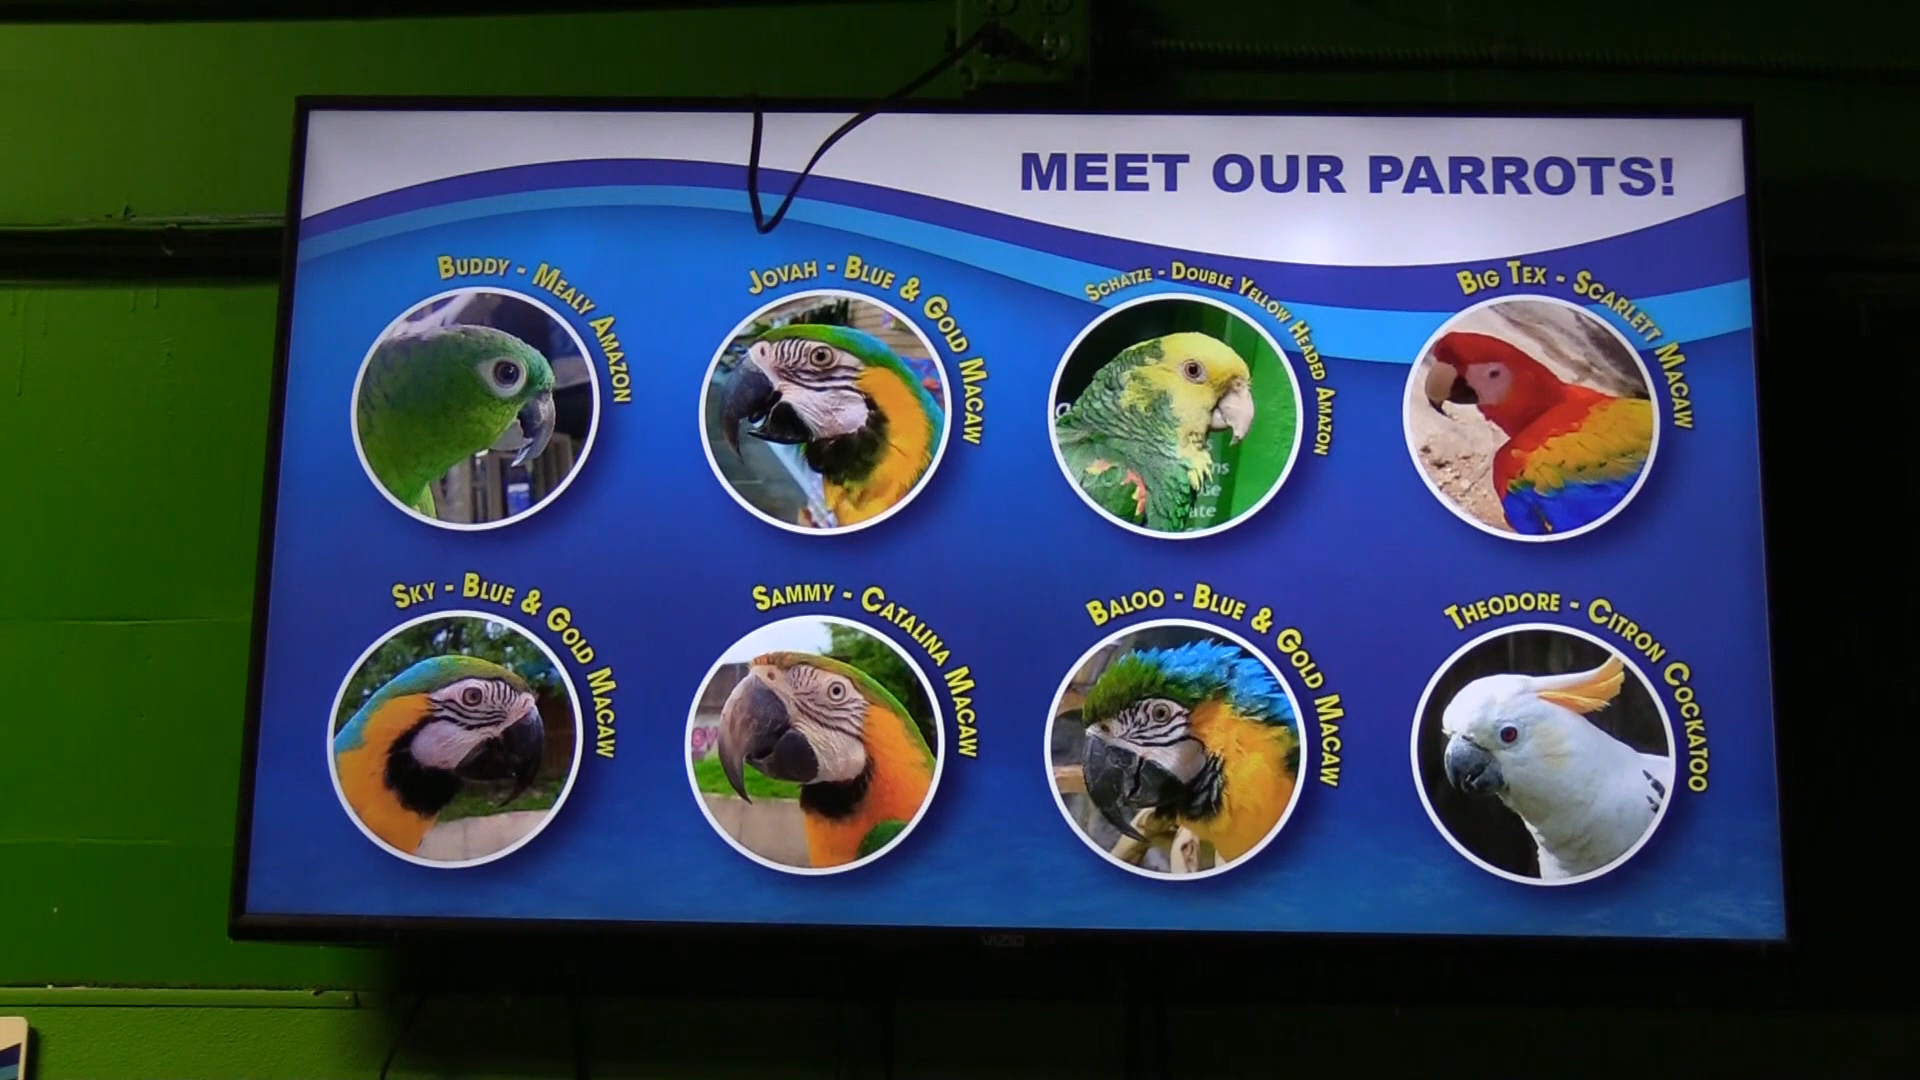 MEET OUR PARROTS!
BUDDY - MEALY AMAZON
JOVAH - BLUE & GOLD MACAW
SCHATZE - DOUBLE YELLOW HEADED AMAZON
BIG TEX - SCARLETT MACAW
SKY - BLUE & GOLD MACAW
SAMMY - CATALINA MACAW
BALOO - BLUE & GOLD MACAW
THEODORE - CITRON COCKATOO
VIZIO